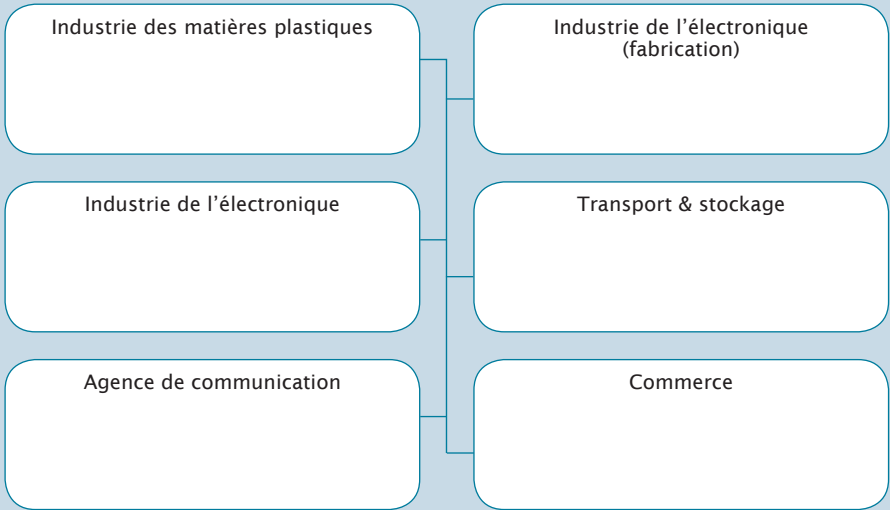 Industrie des matières plastiques
Industrie de l’électronique
(fabrication)
Industrie de l’électronique
Transport & stockage
Agence de communication
Commerce